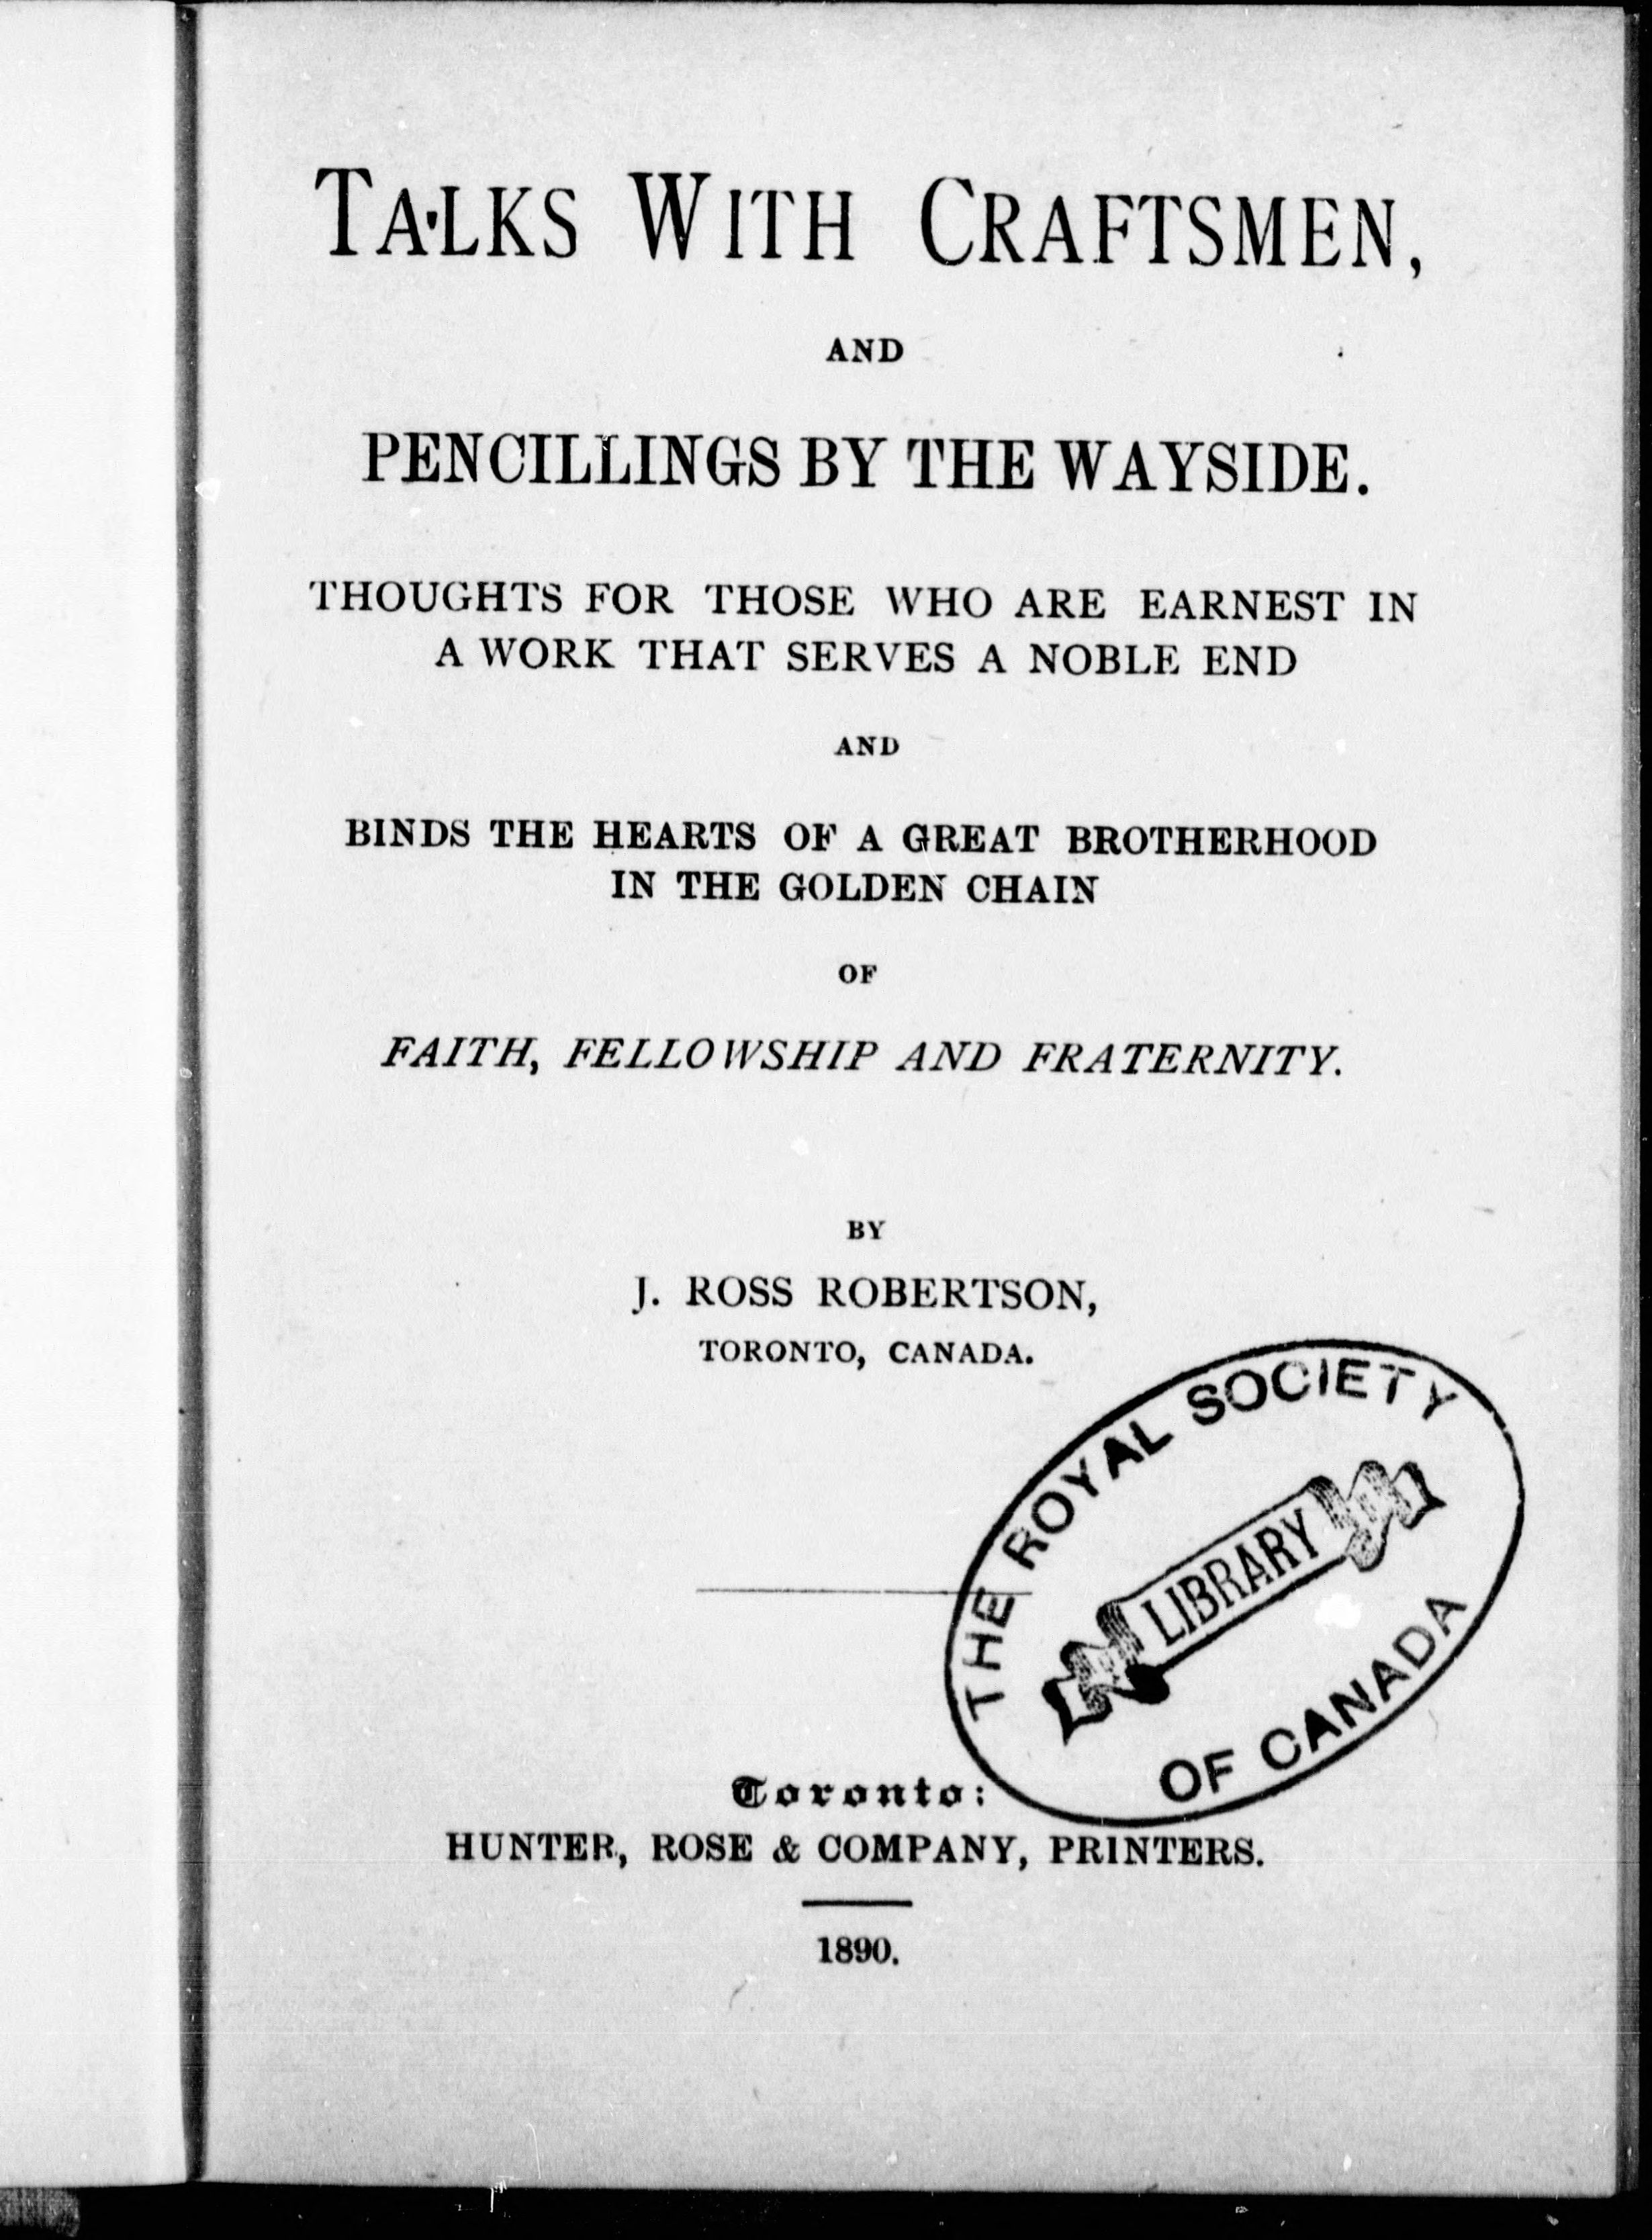 TALKS WITH CRAFTSMEN,
AND
PENCILLINGS BY THE WAYSIDE.
THOUGHTS FOR THOSE WHO ARE EARNEST IN
A WORK THAT SERVES A NOBLE END
AND
BINDS THE HEARTS OF A GREAT BROTHERHOOD
IN THE GOLDEN CHAIN
OF
FAITH, FELLOWSHIP AND FRATERNITY.
BY
J. ROSS ROBERTSON,
TORONTO, CANADA.
THE ROYAL SOCIETY
LIBRARY
OF CANADA
Toronto:
HUNTER, ROSE & COMPANY, PRINTERS.
1890.